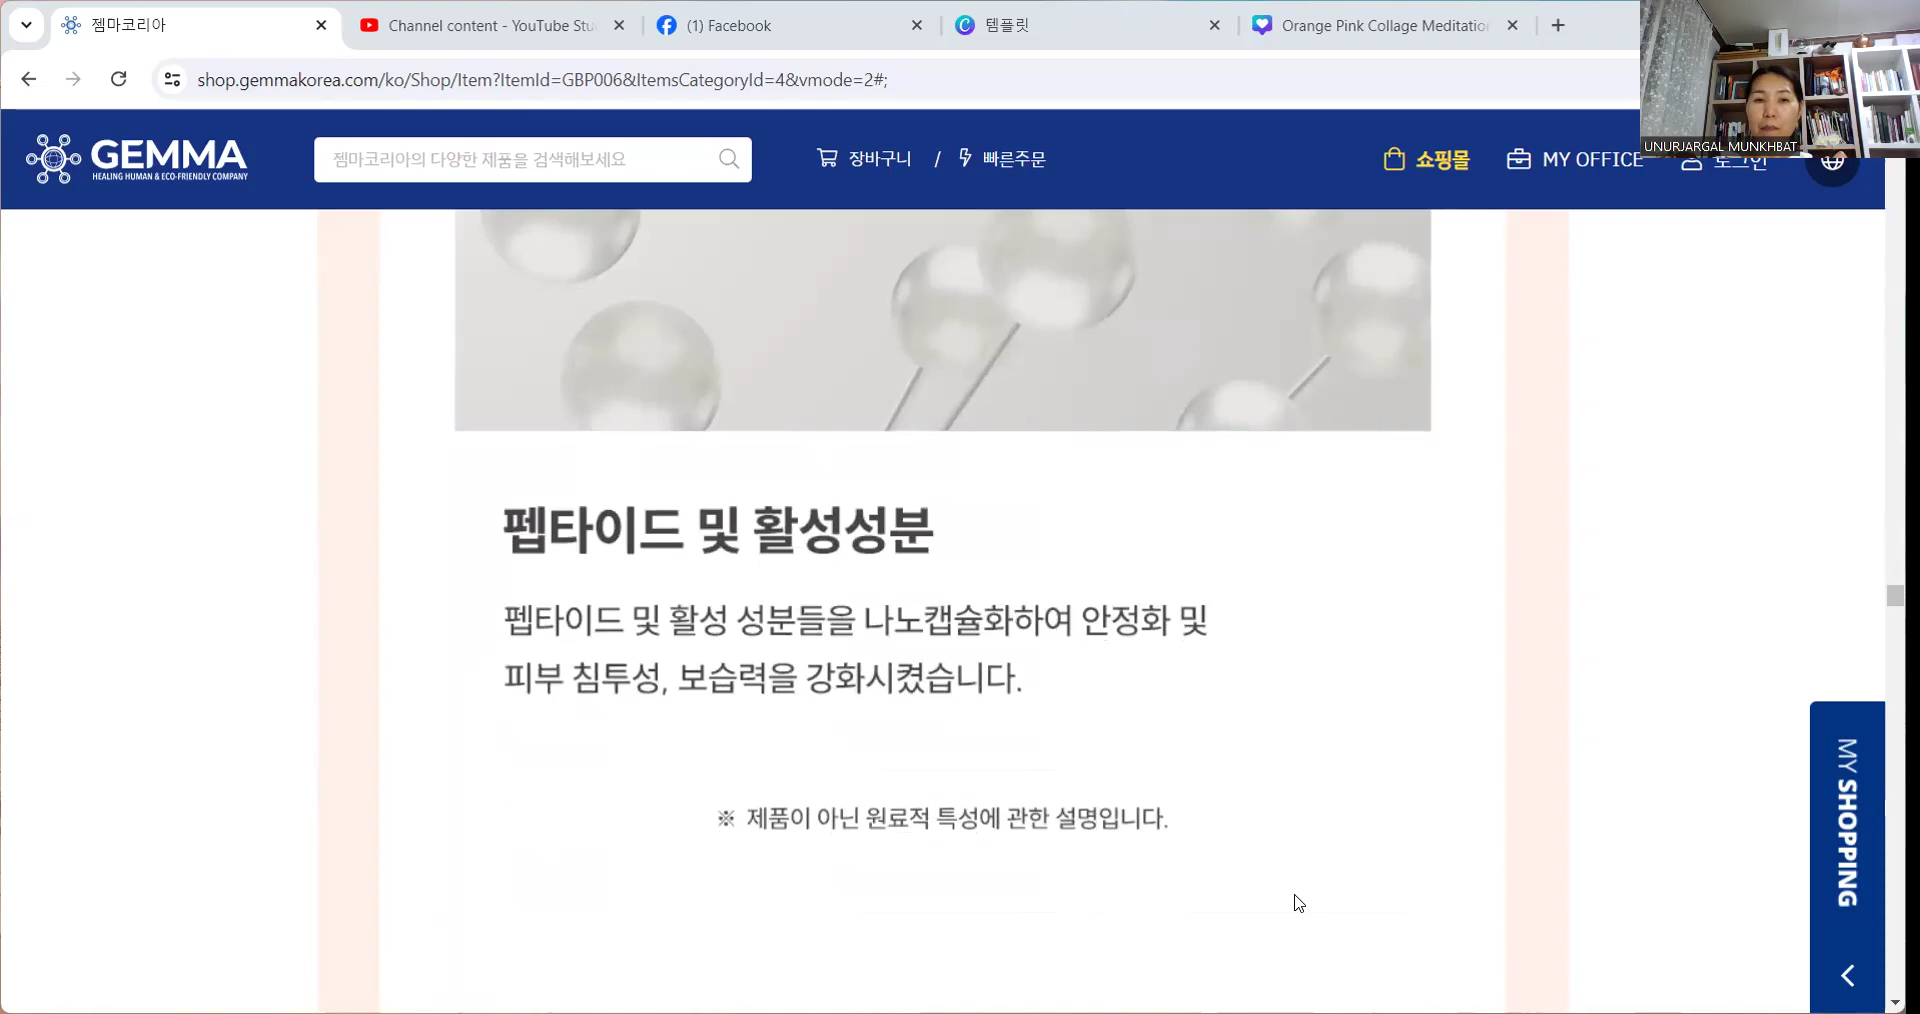 젬마코리아
Channel content - YouTube Stu
(1) Facebook
템플릿
Orange Pink Collage Meditation
shop.gemmakorea.com/ko/Shop/Item?ItemId=GBP006&ItemsCategoryId=4&vmode=2#;
UNURJARGAL MUNKHBAT
GEMMA
HEALING HUMAN & ECO-FRIENDLY COMPANY
젬마코리아의 다양한 제품을 검색해보세요
장바구니 / 빠른주문
쇼핑몰
MY OFFICE
로그인
펩타이드 및 활성성분
펩타이드 및 활성 성분들을 나노캡슐화하여 안정화 및
피부 침투성, 보습력을 강화시켰습니다.
※ 제품이 아닌 원료적 특성에 관한 설명입니다.
MY SHOPPING